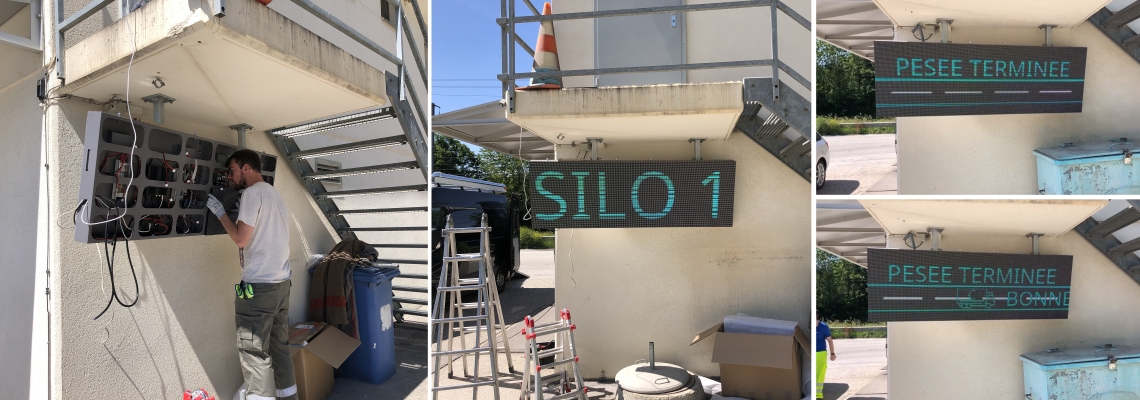 SILO 1
PESEE TERMINEE
PESEE TERMINEE
BONNE